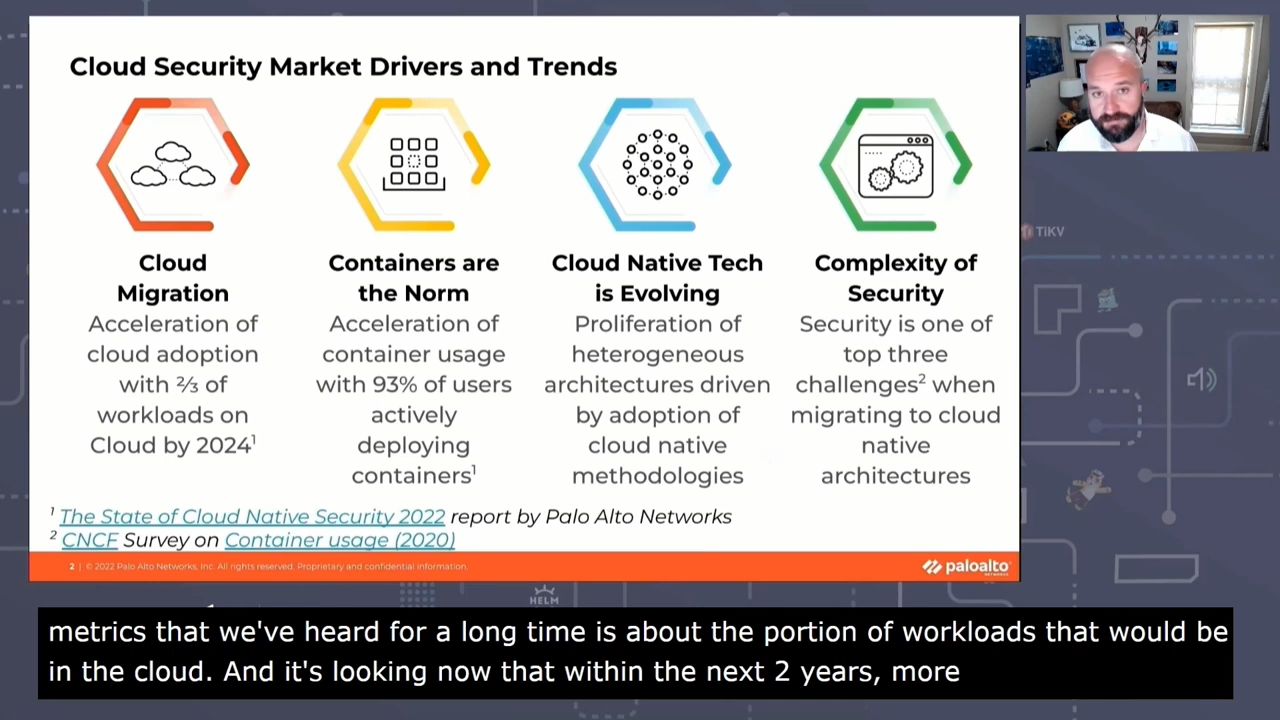 Cloud Security Market Drivers and Trends
Cloud
Migration
Acceleration of
cloud adoption
with ⅔ of
workloads on
Cloud by 2024¹
Containers are
the Norm
Acceleration of
container usage
with 93% of users
actively
deploying
containers¹
Cloud Native Tech
is Evolving
Proliferation of
heterogeneous
architectures driven
by adoption of
cloud native
methodologies
Complexity of
Security
Security is one of
top three
challenges² when
migrating to cloud
native
architectures
¹ The State of Cloud Native Security 2022 report by Palo Alto Networks
² CNCF Survey on Container usage (2020)
2 | © 2022 Palo Alto Networks, Inc. All rights reserved. Proprietary and confidential information.
paloalto
NETWORKS
TiKV
HELM
metrics that we've heard for a long time is about the portion of workloads that would be
in the cloud. And it's looking now that within the next 2 years, more